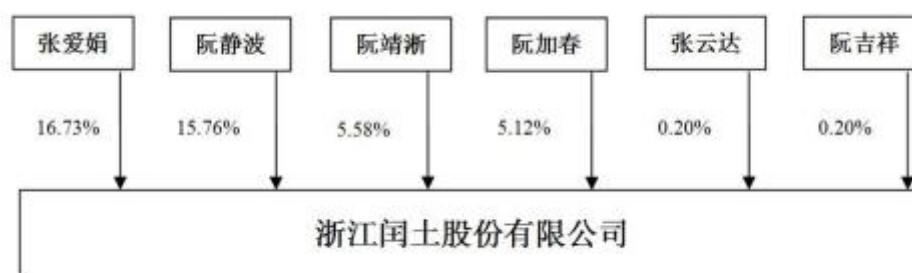 张爱娟 阮静波 阮靖淅 阮加春 张云达 阮吉祥
16.73% 15.76% 5.58% 5.12% 0.20% 0.20%
浙江闰土股份有限公司